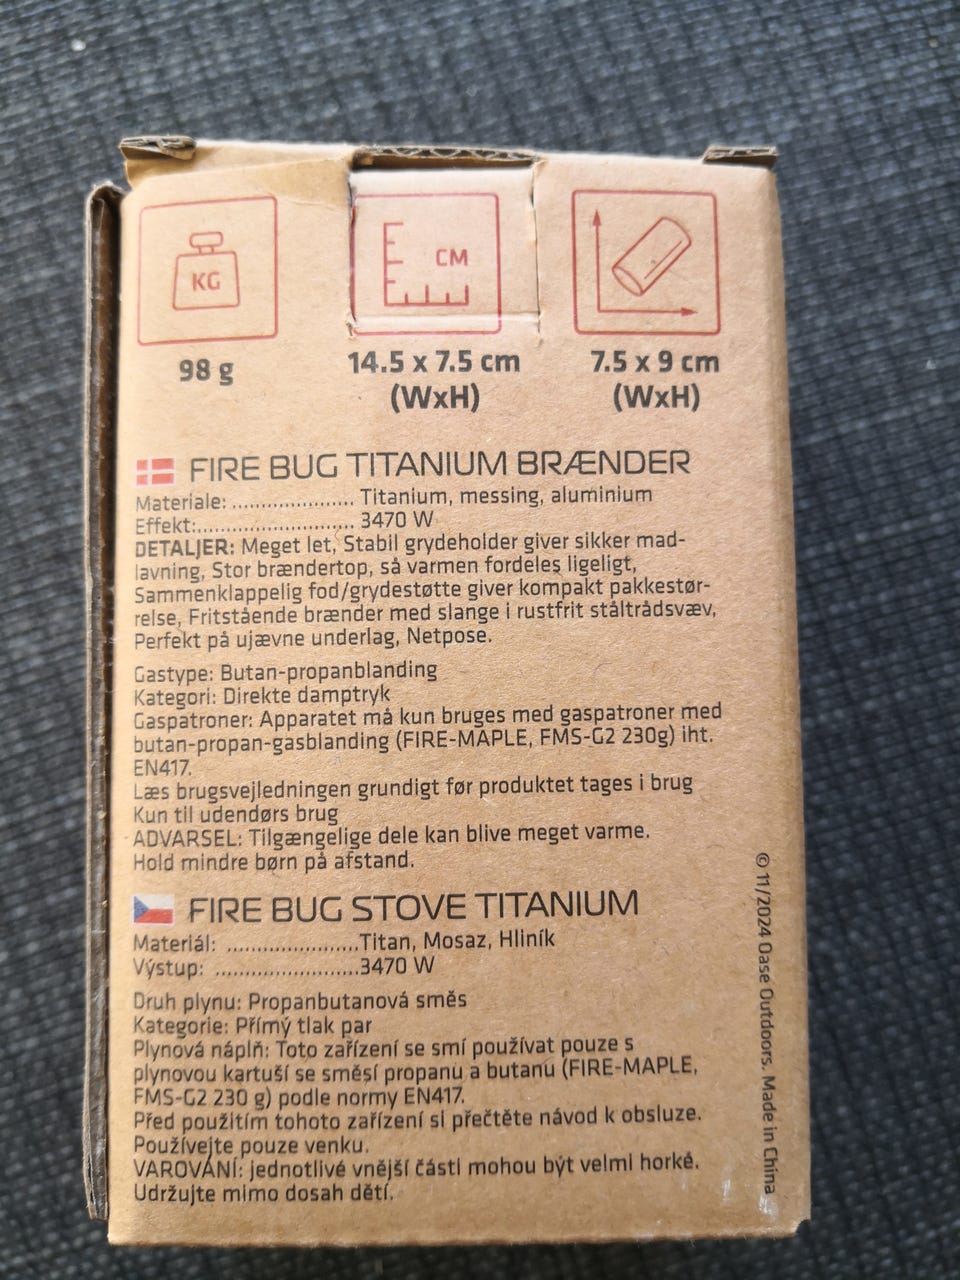 KG
CM
98 g
14.5 x 7.5 cm
(WxH)
7.5 x 9 cm
(WxH)
FIRE BUG TITANIUM BRÆNDER
Materiale: .................... Titanium, messing, aluminium
Effekt:.......................... 3470 W
DETALJER: Meget let, Stabil grydeholder giver sikker mad-
lavning, Stor brændertop, så varmen fordeles ligeligt,
Sammenklappelig fod/grydestøtte giver kompakt pakkestør-
relse, Fritstående brænder med slange i rustfrit ståltrådsvæv,
Perfekt på ujævne underlag, Netpose.
Gastype: Butan-propanblanding
Kategori: Direkte damptryk
Gaspatroner: Apparatet må kun bruges med gaspatroner med
butan-propan-gasblanding (FIRE-MAPLE, FMS-G2 230g) iht.
EN417.
Læs brugsvejledningen grundigt før produktet tages i brug
Kun til udendørs brug
ADVARSEL: Tilgængelige dele kan blive meget varme.
Hold mindre børn på afstand.
FIRE BUG STOVE TITANIUM
Materiál: ......................Titan, Mosaz, Hliník
Výstup: ........................3470 W
Druh plynu: Propanbutanová směs
Kategorie: Přímý tlak par
Plynová náplň: Toto zařízení se smí používat pouze s
plynovou kartuší se směsí propanu a butanu (FIRE-MAPLE,
FMS-G2 230 g) podle normy EN417.
Před použitím tohoto zařízení si přečtěte návod k obsluze.
Používejte pouze venku.
VAROVÁNÍ: jednotlivé vnější části mohou být velmi horké.
Udržujte mimo dosah dětí.
© 11/2024 Oase Outdoors. Made in China